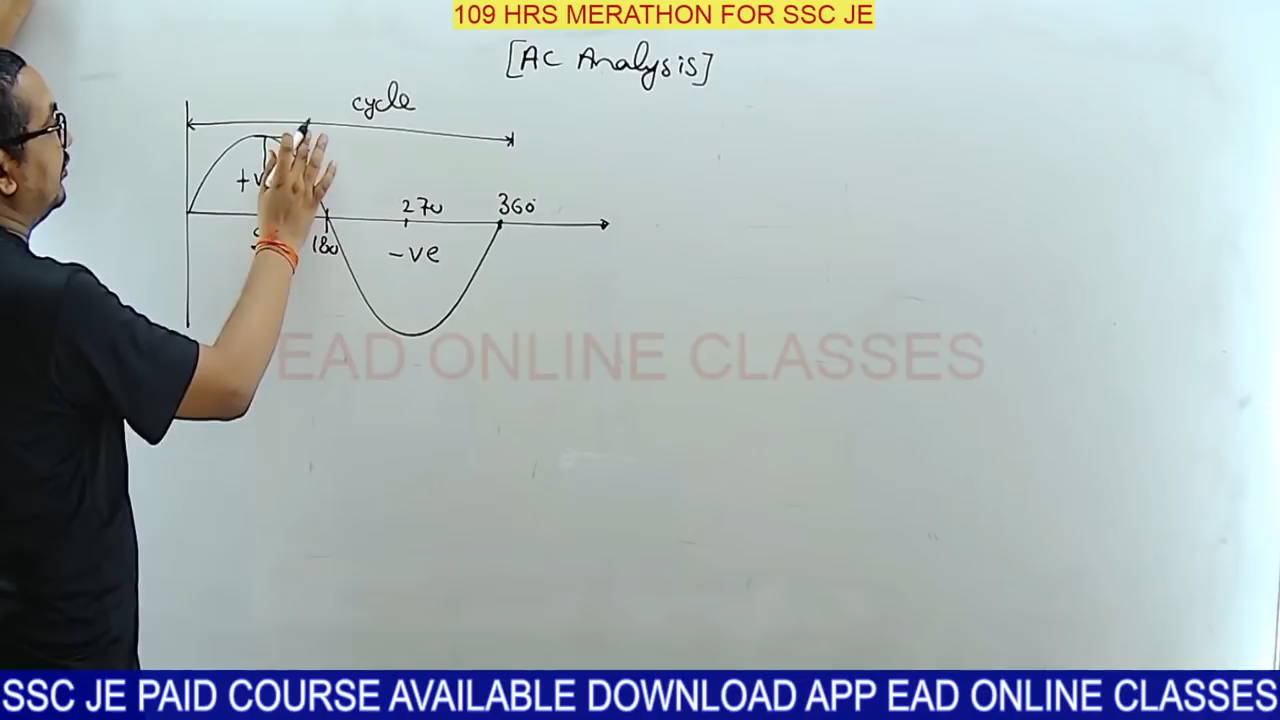 109 HRS MERATHON FOR SSC JE
[AC Analysis]
cycle
270
360°
180
-ve
EAD ONLINE CLASSES
SSC JE PAID COURSE AVAILABLE DOWNLOAD APP EAD ONLINE CLASSES